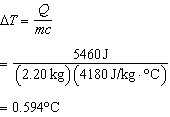 ΔT = Q / mc
= 5460 J / (2.20 kg)(4180 J/kg · °C)
= 0.594°C